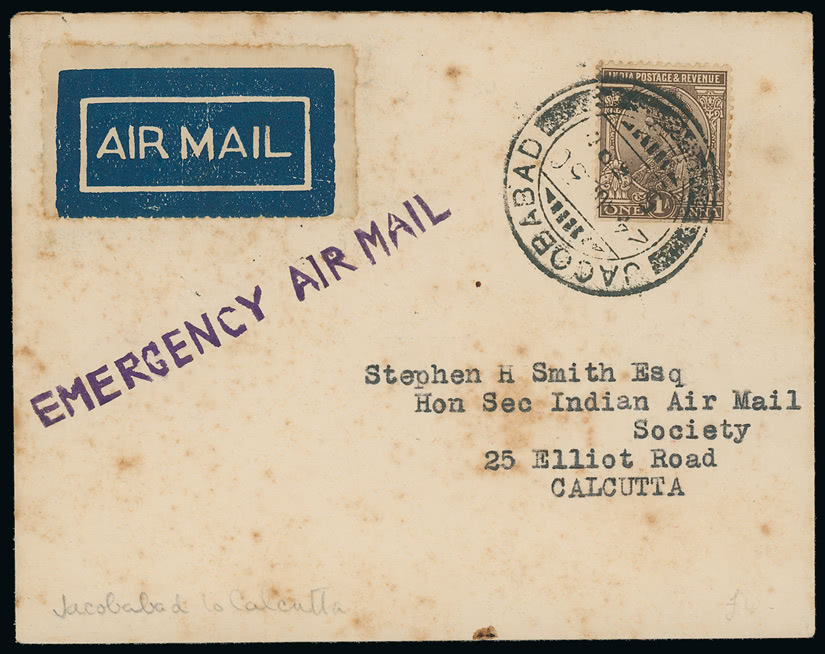 AIR MAIL
INDIA POSTAGE & REVENUE
ONE 1
JACOBABAD
EMERGENCY AIR MAIL
Stephen H Smith Esq
Hon Sec Indian Air Mail
Society
25 Elliot Road
CALCUTTA
Jacobabad to Calcutta